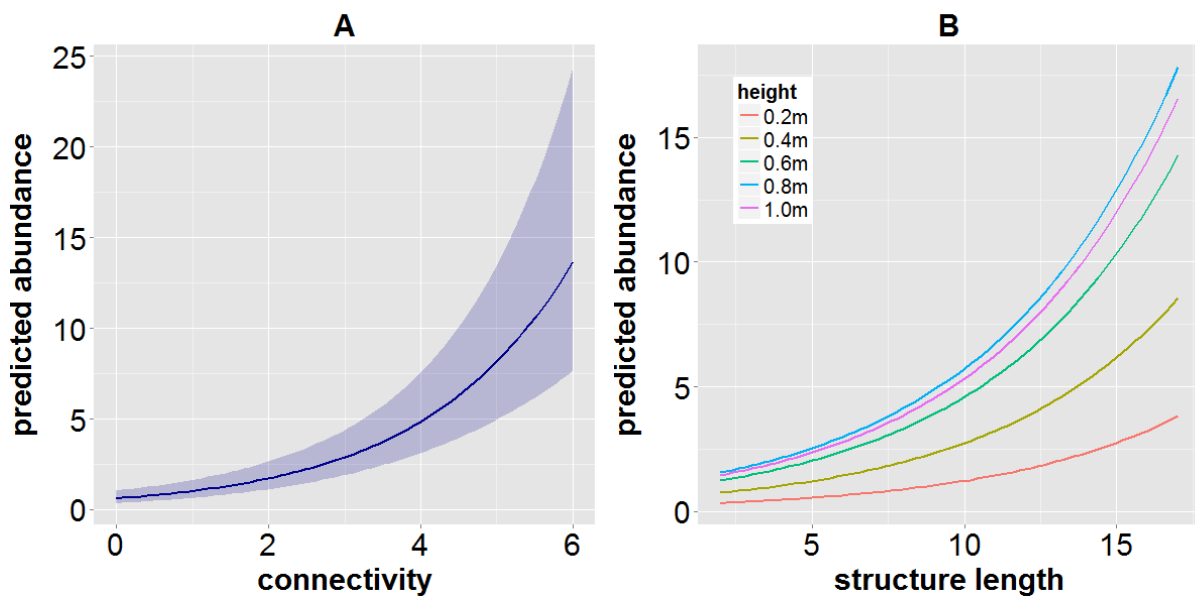 A
25
20
15
10
5
0
predicted abundance
0 2 4 6
connectivity
B
height
0.2m
0.4m
0.6m
0.8m
1.0m
15
10
5
0
predicted abundance
5 10 15
structure length